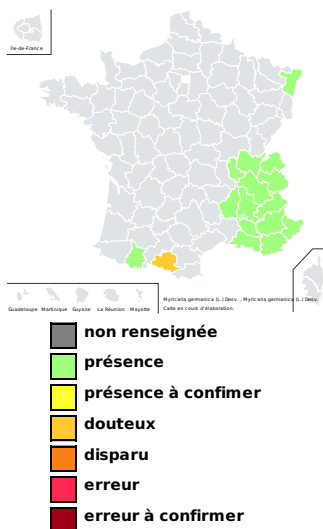 Île-de-France
Guadeloupe Martinique Guyane La Réunion Mayotte
Myricaria germanica (L.) Desv. , Myricaria germanica (L.) Desv.
Carte en cours d'élaboration.
non renseignée
présence
présence à confimer
douteux
disparu
erreur
erreur à confirmer